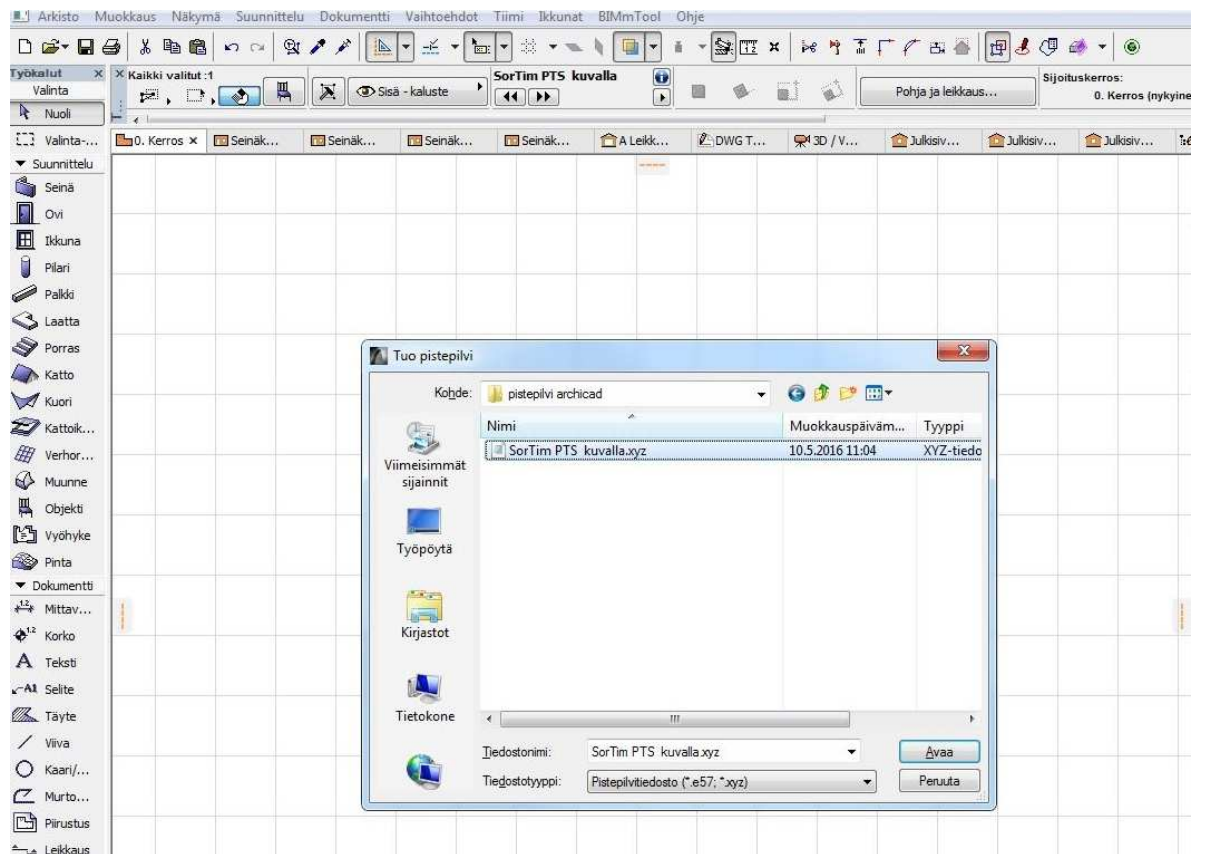 Arkisto Muokkaus Näkymä Suunnittelu Dokumentti Vaihtoehdot Tiimi Ikkunat BIMmTool Ohje
Työkalut x
Valinta
Nuoli
Valinta-...
Suunnittelu
Seinä
Ovi
Ikkuna
Pilari
Palkki
Laatta
Porras
Katto
Kuori
Kattoik...
Verhor...
Muunne
Objekti
Vyöhyke
Pinta
Dokumentti
Mittav...
Korko
Teksti
Selite
Täyte
Viiva
Kaari/...
Murto...
Piirustus
Leikkaus
Kaikki valitut :1
Sisä - kaluste
SorTim PTS kuvalla
Pohja ja leikkaus...
Sijoituskerros:
0. Kerros (nykyine
0. Kerros x Seinäk... Seinäk... Seinäk... Seinäk... A Leikk... DWG T... 3D / V... Julkisiv... Julkisiv... Julkisiv...
Tuo pistepilvi
Kohde: pistepilvi archicad
Nimi Muokkauspäiväm... Tyyppi
SorTim PTS kuvalla.xyz 10.5.2016 11:04 XYZ-tiedo
Viimeisimmät
sijainnit
Työpöytä
Kirjastot
Tietokone
Tiedostonimi: SorTim PTS kuvalla.xyz Avaa
Tiedostotyyppi: Pistepilvitiedosto (*.e57; *.xyz) Peruuta